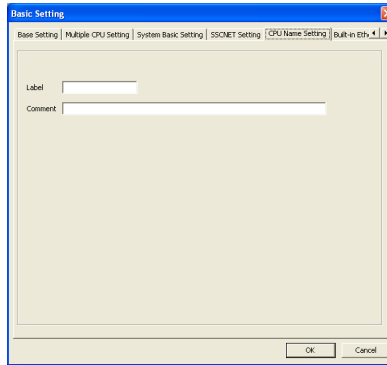 Basic Setting
Base Setting Multiple CPU Setting System Basic Setting SSCNET Setting CPU Name Setting Built-in Eth
Label
Comment
OK Cancel